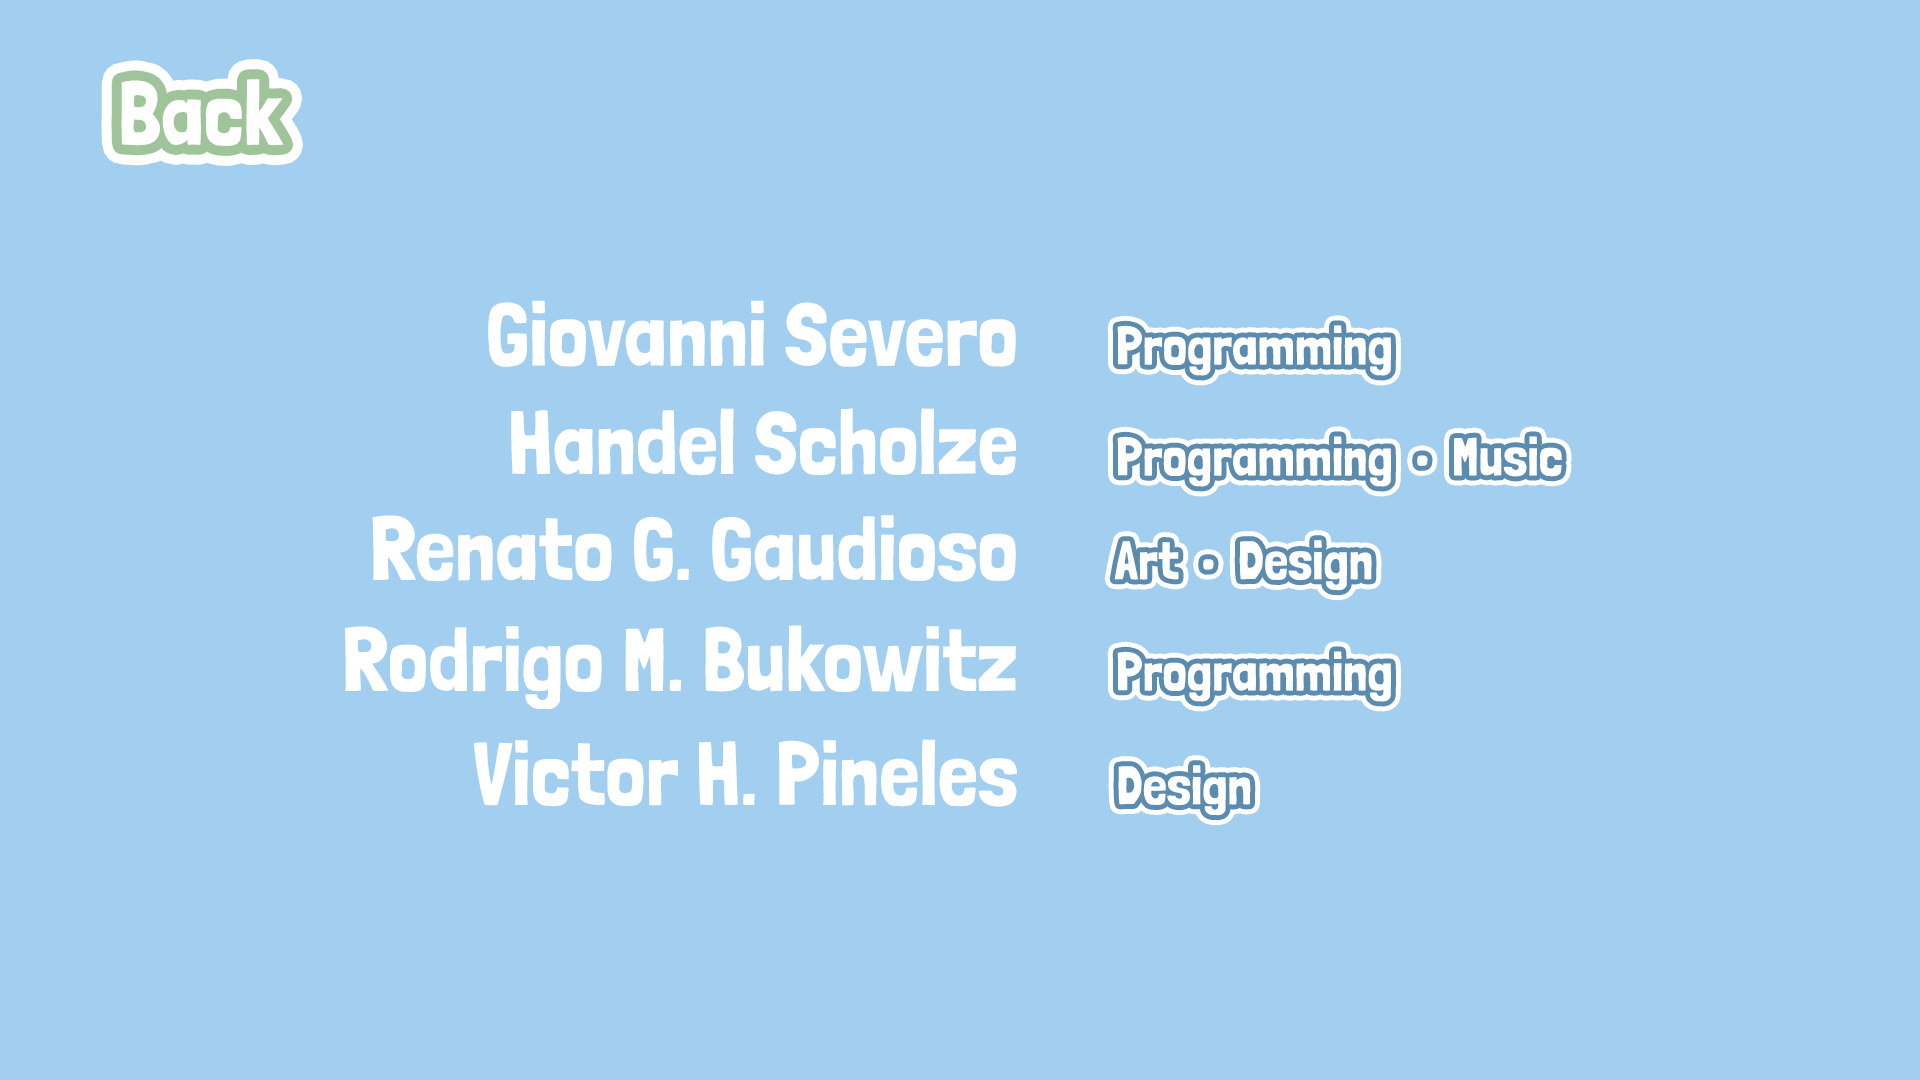 Back
Giovanni Severo Programming
Handel Scholze Programming • Music
Renato G. Gaudioso Art • Design
Rodrigo M. Bukowitz Programming
Victor H. Pineles Design